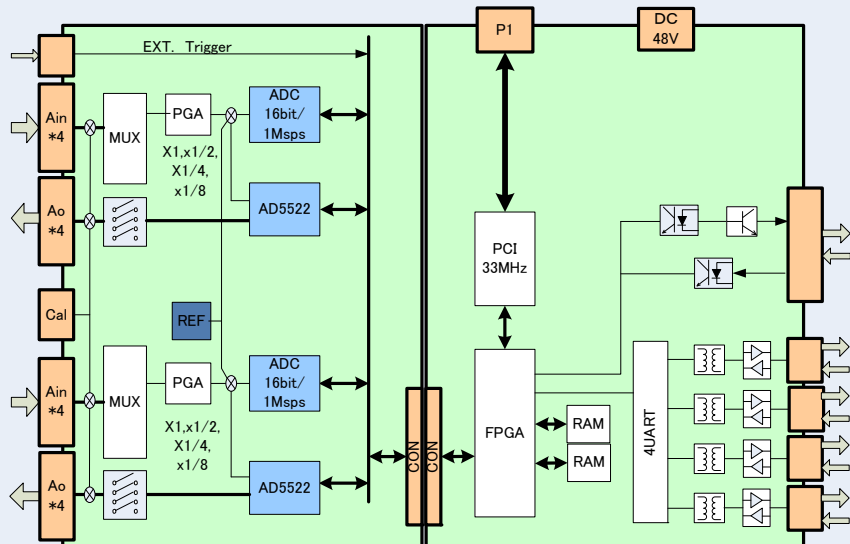 EXT. Trigger
Ain
*4
MUX
PGA
X1,x1/2,
X1/4,
x1/8
ADC
16bit/
1Msps
Ao
*4
AD5522
Cal
REF
Ain
*4
MUX
PGA
X1,x1/2,
X1/4,
x1/8
ADC
16bit/
1Msps
Ao
*4
AD5522
CON
CON
P1
DC
48V
PCI
33MHz
FPGA
RAM
RAM
4UART